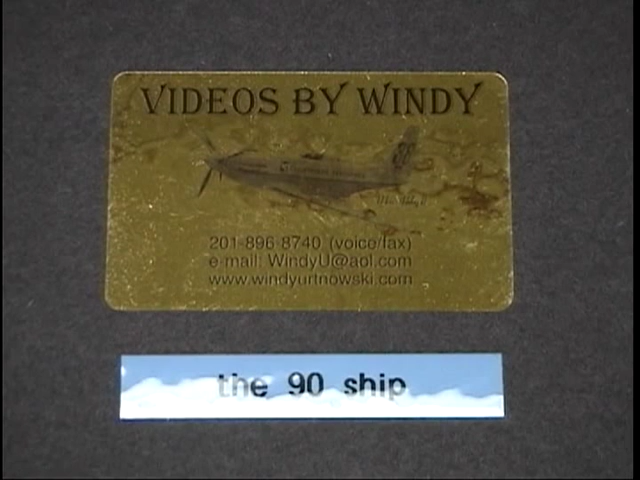 VIDEOS BY WINDY
201-896-8740 (voice/fax)
e-mail: WindyU@aol.com
www.windyurtnowski.com
the 90 ship